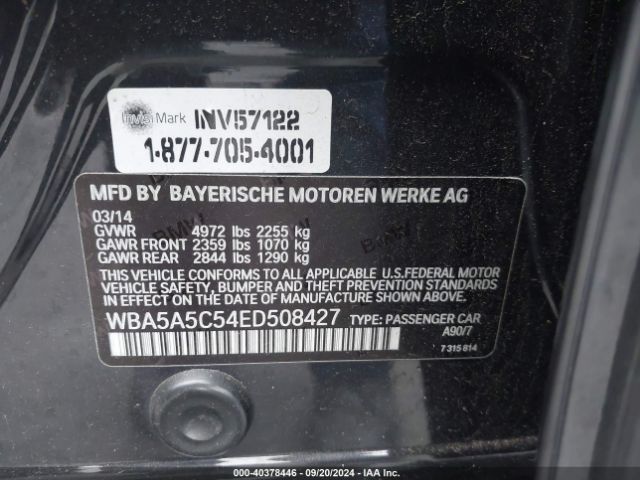 InvisiMark INV57122
1-877-705-4001
MFD BY BAYERISCHE MOTOREN WERKE AG
03/14
GVWR 4972 lbs 2255 kg
GAWR FRONT 2359 lbs 1070 kg
GAWR REAR 2844 lbs 1290 kg
THIS VEHICLE CONFORMS TO ALL APPLICABLE U.S.FEDERAL MOTOR
VEHICLE SAFETY, BUMPER AND THEFT PREVENTION STANDARDS
IN EFFECT ON THE DATE OF MANUFACTURE SHOWN ABOVE.
WBA5A5C54ED508427 TYPE: PASSENGER CAR
A90/7
7 315 814
000-40378446 - 09/20/2024 - IAA Inc.